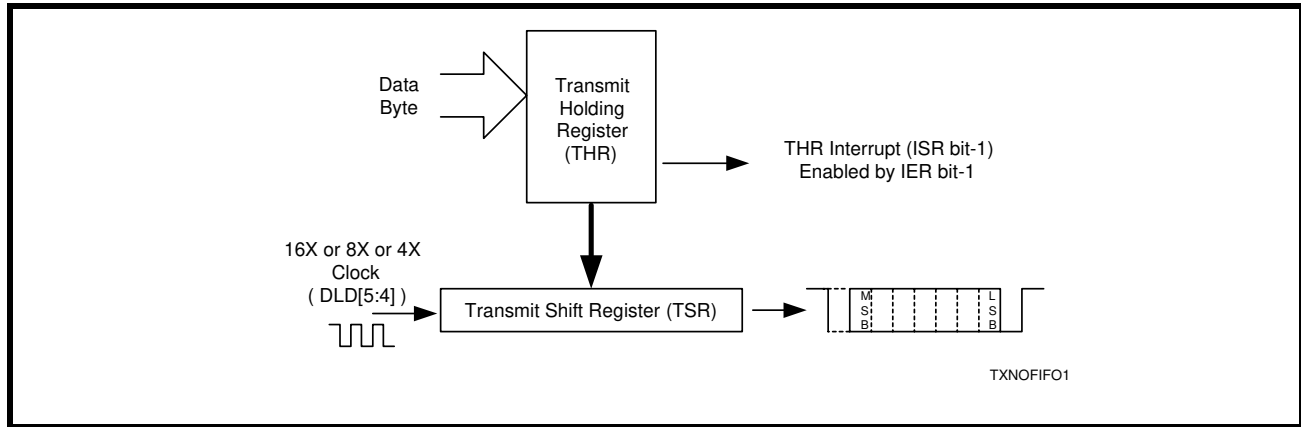 Data
Byte
Transmit
Holding
Register
(THR)
THR Interrupt (ISR bit-1)
Enabled by IER bit-1
16X or 8X or 4X
Clock
( DLD[5:4] )
Transmit Shift Register (TSR)
M
S
B
L
S
B
TXNOFIFO1